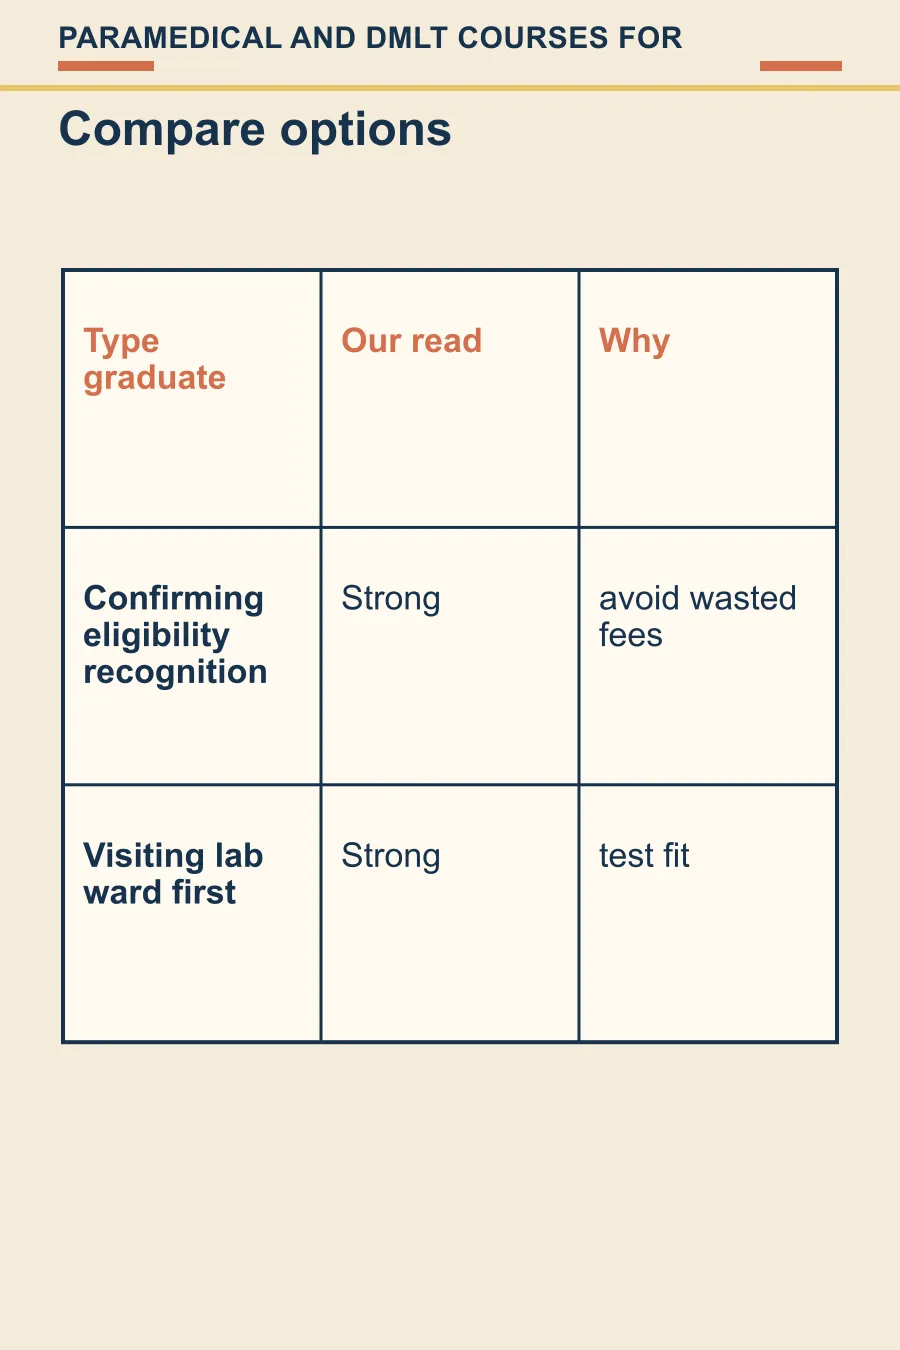 PARAMEDICAL AND DMLT COURSES FOR
Compare options
Type
graduate
Our read
Why
Confirming
eligibility
recognition
Strong
avoid wasted
fees
Visiting lab
ward first
Strong
test fit